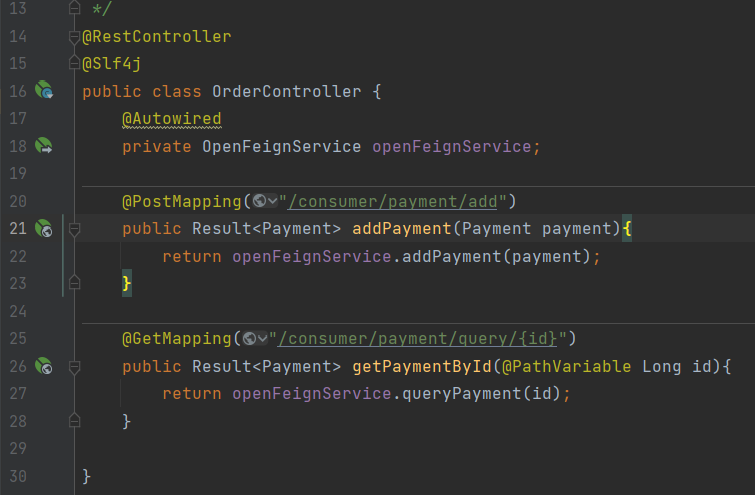 13 */
14 @RestController
15 @Slf4j
16 public class OrderController {
17 @Autowired
18 private OpenFeignService openFeignService;
19
20 @PostMapping("/consumer/payment/add")
21 public Result<Payment> addPayment(Payment payment){
22 return openFeignService.addPayment(payment);
23 }
24
25 @GetMapping("/consumer/payment/query/{id}")
26 public Result<Payment> getPaymentById(@PathVariable Long id){
27 return openFeignService.queryPayment(id);
28 }
29
30 }